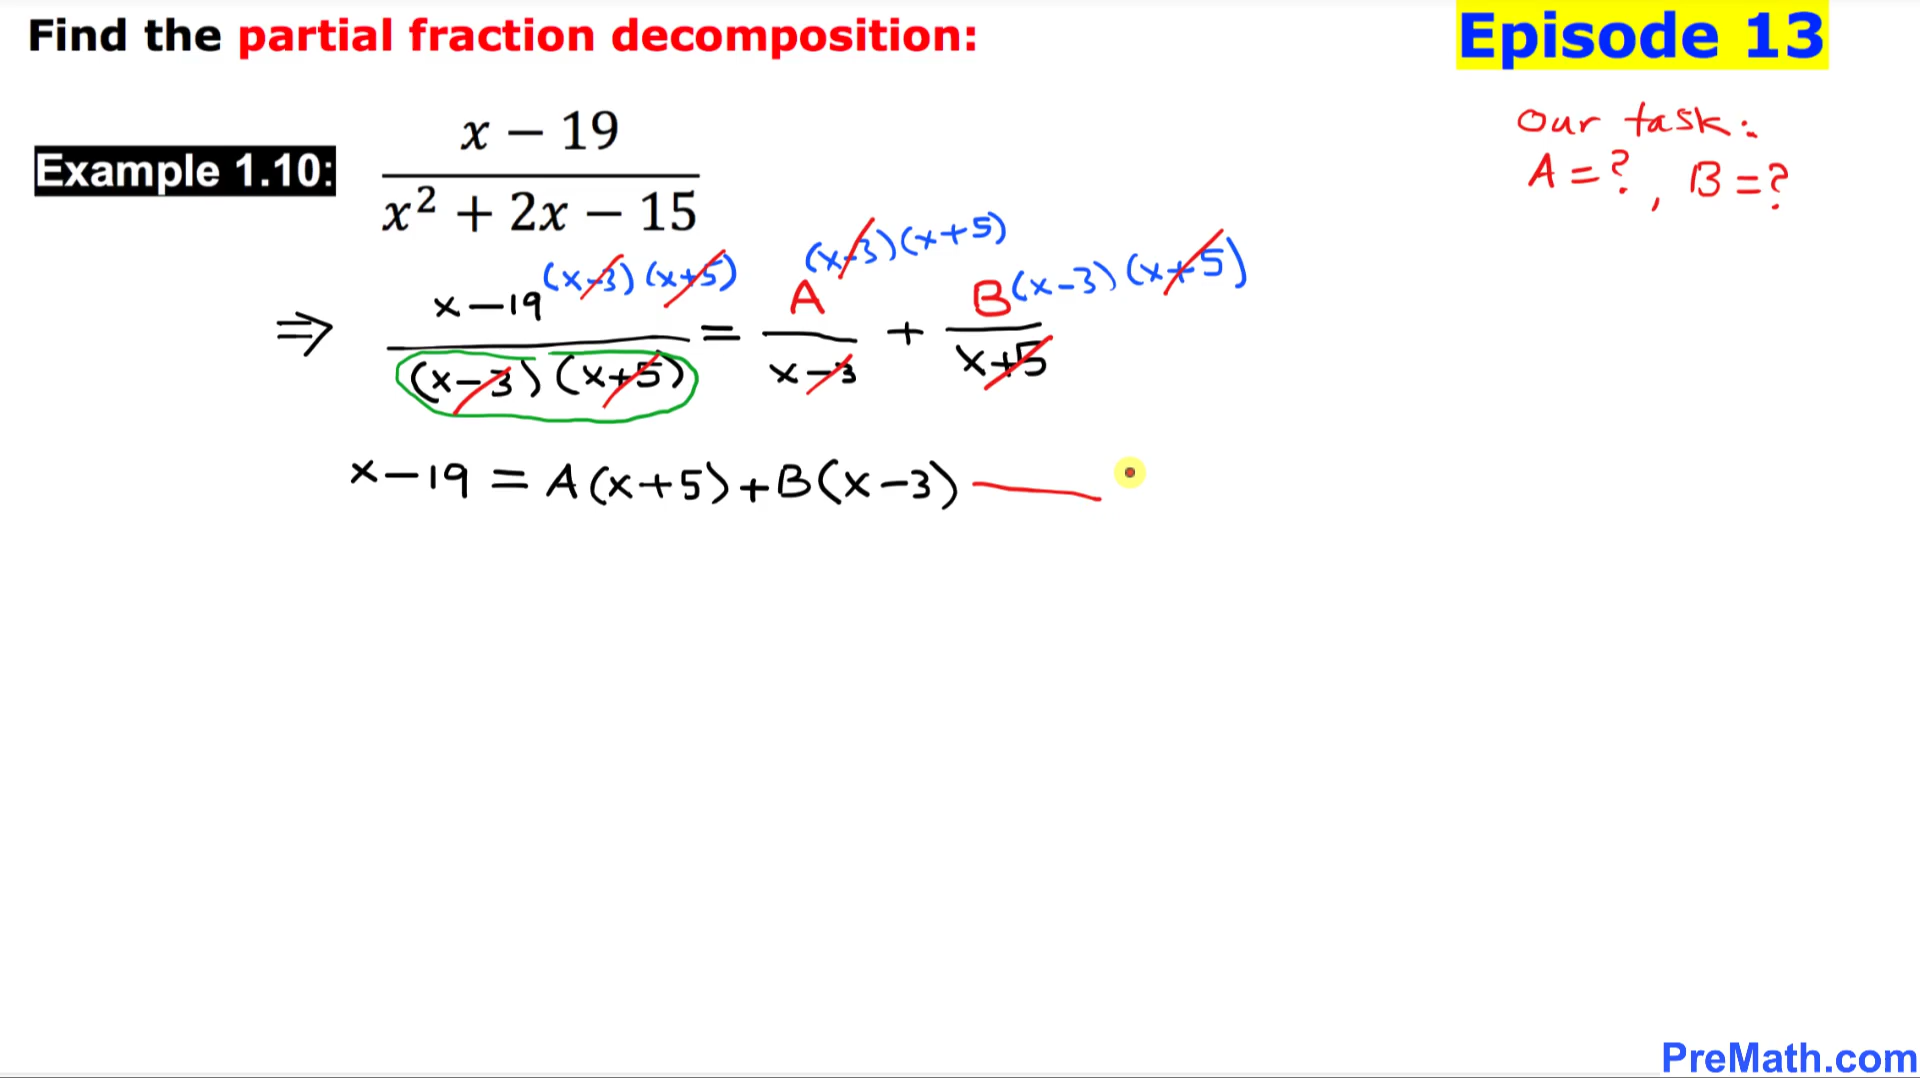 Find the partial fraction decomposition:
Episode 13
Our task:
A = ? , B = ?
Example 1.10:
x − 19
x² + 2x − 15
⇒ x − 19 (x-3) (x+5) / (x-3) (x+5) = A (x-3) (x+5) / x-3 + B (x-3) (x+5) / x+5
x − 19 = A (x+5) + B (x − 3)
PreMath.com